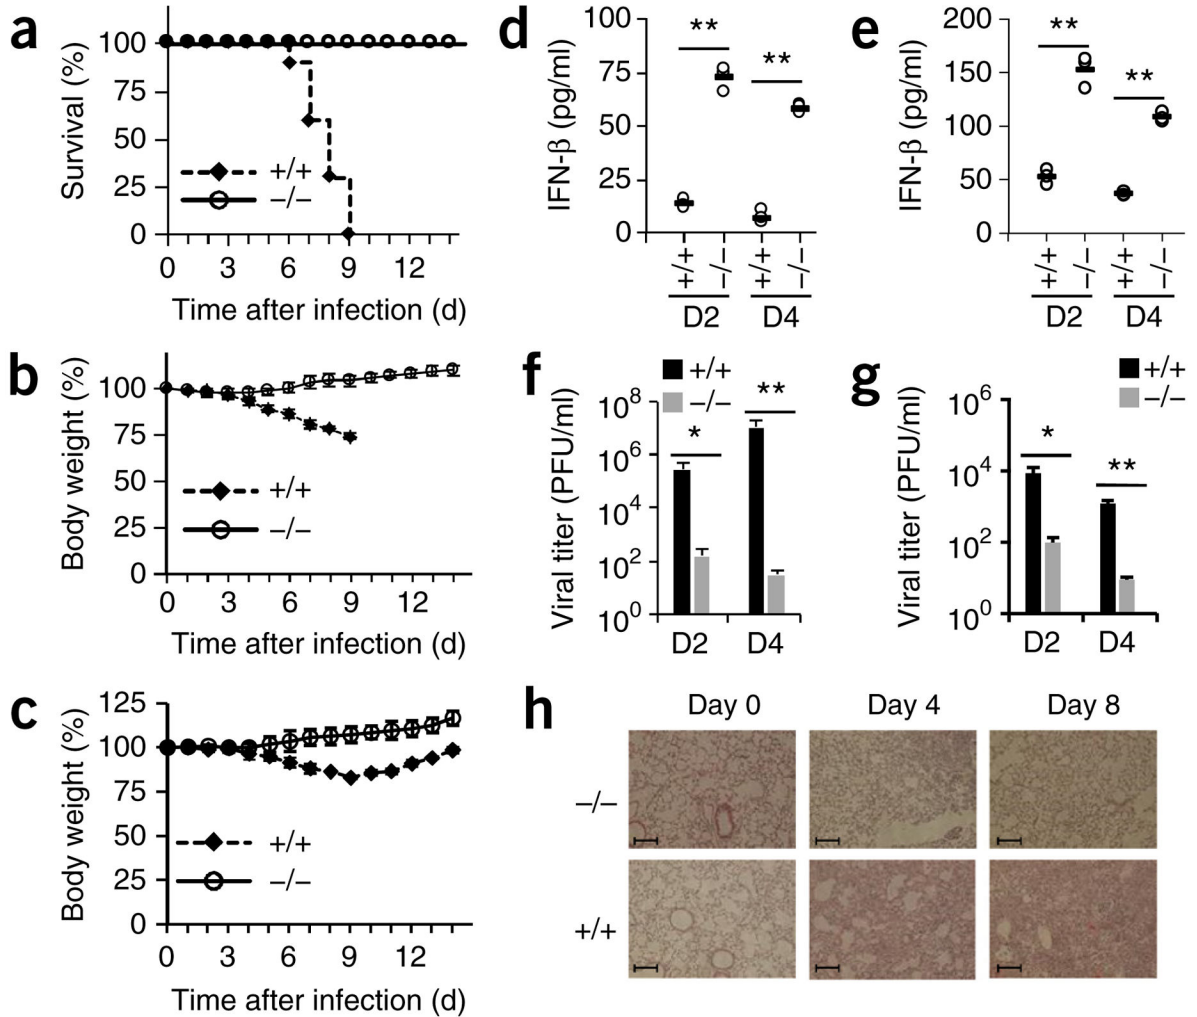 a
Survival (%)
100
75
50
25
0
+/+
–/–
0 3 6 9 12
Time after infection (d)
b
Body weight (%)
100
75
50
25
0
+/+
–/–
0 3 6 9 12
Time after infection (d)
c
Body weight (%)
125
100
75
50
25
0
+/+
–/–
0 3 6 9 12
Time after infection (d)
d
IFN-β (pg/ml)
100
75
50
25
0
**
**
+/+ –/– +/+ –/–
D2 D4
e
IFN-β (pg/ml)
200
150
100
50
0
**
**
+/+ –/– +/+ –/–
D2 D4
f
+/+
–/–
Viral titer (PFU/ml)
10⁸
10⁶
10⁴
10²
10⁰
*
**
D2 D4
g
+/+
–/–
Viral titer (PFU/ml)
10⁶
10⁴
10²
10⁰
*
**
D2 D4
h
Day 0 Day 4 Day 8
–/–
+/+